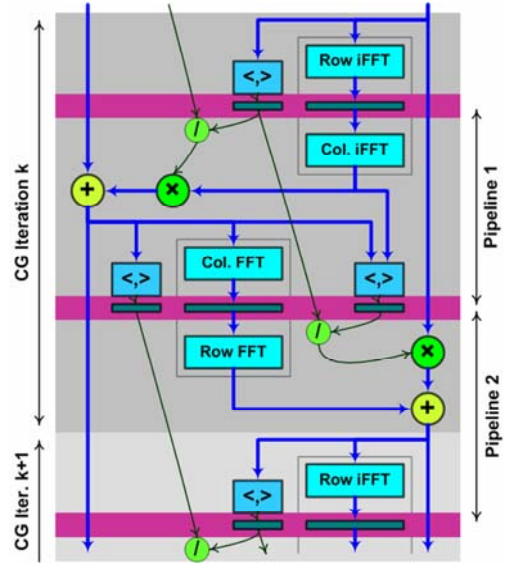 CG Iteration k
CG Iter. k+1
Pipeline 1
Pipeline 2
<,>
Row iFFT
/
Col. iFFT
+
×
Col. FFT
<,>
<,>
/
Row FFT
×
+
<,>
Row iFFT
/